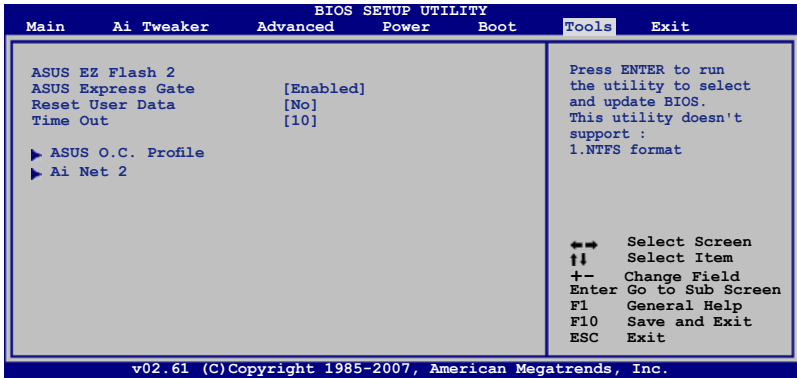 BIOS SETUP UTILITY
Main Ai Tweaker Advanced Power Boot Tools Exit
ASUS EZ Flash 2
ASUS Express Gate [Enabled]
Reset User Data [No]
Time Out [10]
ASUS O.C. Profile
Ai Net 2
Press ENTER to run
the utility to select
and update BIOS.
This utility doesn't
support :
1.NTFS format
Select Screen
Select Item
+- Change Field
Enter Go to Sub Screen
F1 General Help
F10 Save and Exit
ESC Exit
v02.61 (C)Copyright 1985-2007, American Megatrends, Inc.